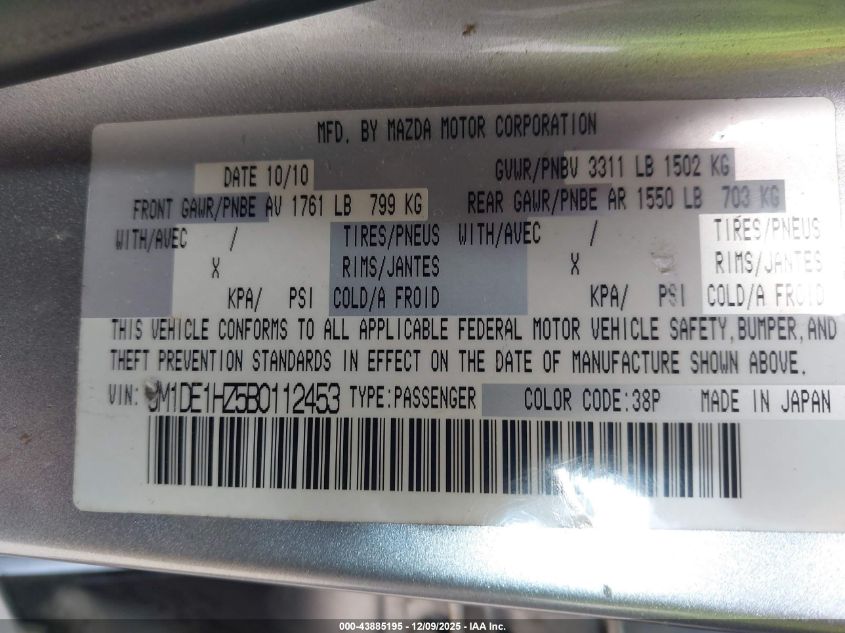 MFD. BY MAZDA MOTOR CORPORATION
DATE 10/10 GVWR/PNBV 3311 LB 1502 KG
FRONT GAWR/PNBE AV 1761 LB 799 KG REAR GAWR/PNBE AR 1550 LB 703 KG
WITH/AVEC / TIRES/PNEUS WITH/AVEC / TIRES/PNEUS
X RIMS/JANTES X RIMS/JANTES
KPA/ PSI COLD/A FROID KPA/ PSI COLD/A FROID
THIS VEHICLE CONFORMS TO ALL APPLICABLE FEDERAL MOTOR VEHICLE SAFETY, BUMPER, AND
THEFT PREVENTION STANDARDS IN EFFECT ON THE DATE OF MANUFACTURE SHOWN ABOVE.
VIN: JM1DE1HZ5B0112453 TYPE:PASSENGER COLOR CODE:38P MADE IN JAPAN
000-43885195 - 12/09/2025 - IAA Inc.